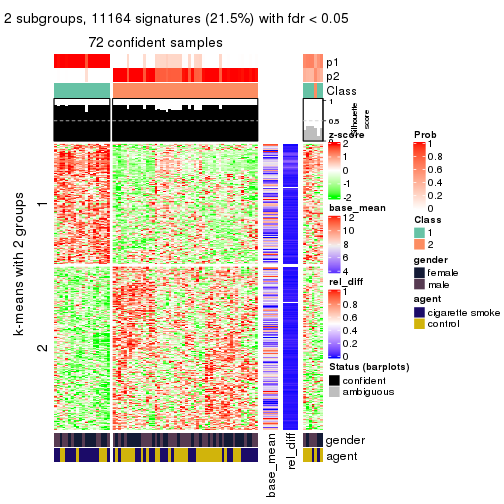 2 subgroups, 11164 signatures (21.5%) with fdr < 0.05
72 confident samples
p1
p2
Class
1
0.5
0
Silhouette
score
k-means with 2 groups
1
2
z-score
2
1
0
-1
-2
base_mean
12
10
8
6
4
rel_diff
1
0.8
0.6
0.4
0.2
0
Status (barplots)
confident
ambiguous
Prob
1
0.8
0.6
0.4
0.2
0
Class
1
2
gender
female
male
agent
cigarette smoke
control
gender
agent
base_mean
rel_diff